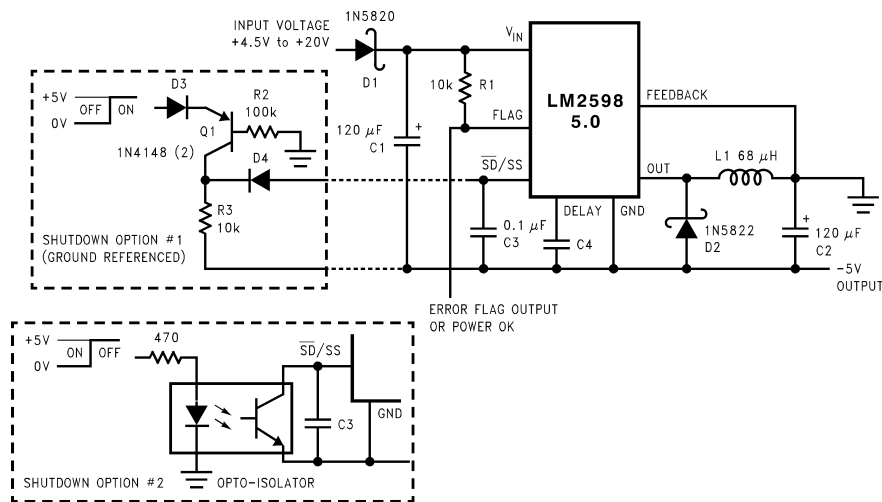 INPUT VOLTAGE
+4.5V to +20V
1N5820
D1
VIN
10k R1
FLAG
LM2598
5.0
FEEDBACK
120 μF
+
C1
S̅D̅/SS
OUT
L1 68 μH
DELAY
GND
0.1 μF
C3
C4
1N5822
D2
+
120 μF
C2
-5V
OUTPUT
ERROR FLAG OUTPUT
OR POWER OK
+5V
0V
OFF
ON
D3
R2
100k
Q1
1N4148 (2)
D4
R3
10k
SHUTDOWN OPTION #1
(GROUND REFERENCED)
+5V
0V
ON
OFF
470
S̅D̅/SS
GND
C3
SHUTDOWN OPTION #2
OPTO-ISOLATOR